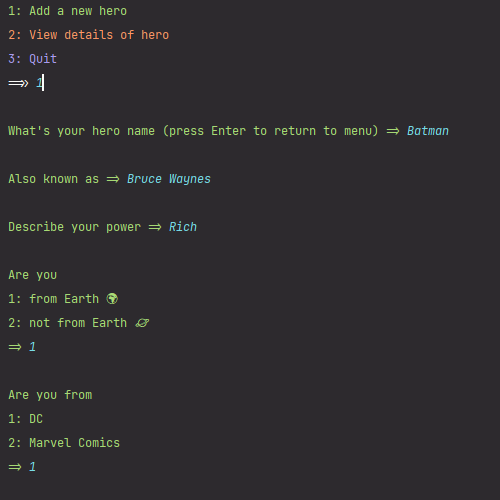 1: Add a new hero
2: View details of hero
3: Quit
==>> 1
What's your hero name (press Enter to return to menu) => Batman
Also known as => Bruce Waynes
Describe your power => Rich
Are you
1: from Earth 🌍
2: not from Earth 🪐
=> 1
Are you from
1: DC
2: Marvel Comics
=> 1